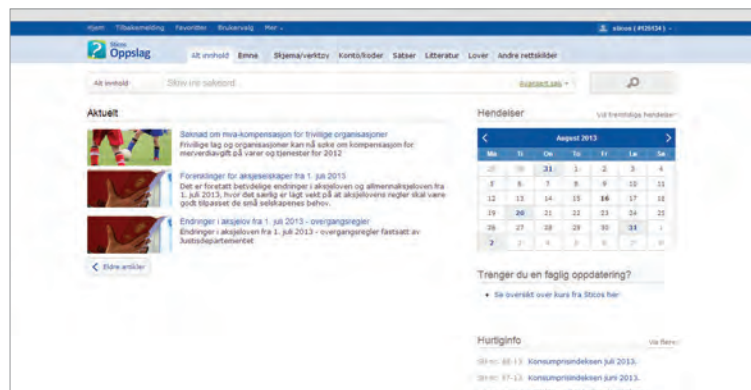 Hjem Tilbakemelding Favoritter Brukervalg Mer
sticos ( #139134 )
Sticos
Oppslag
Alt innhold Emne Skjema/verktøy Konto/koder Satser Litteratur Lover Andre rettskilder
Alt innhold Skriv inn søkeord Avansert søk
Aktuelt
Søknad om mva-kompensasjon for frivillige organisasjoner
Frivillige lag og organisasjoner kan nå søke om kompensasjon for
merverdiavgift på varer og tjenester for 2012
Forenklinger for aksjeselskaper fra 1. juli 2013
Det er foretatt betydelige endringer i aksjeloven og allmennaksjeloven fra
1. juli 2013, hvor det særlig er lagt vekt på at aksjelovens regler skal være
godt tilpasset de små selskapenes behov.
Endringer i aksjelov fra 1. juli 2013 - overgangsregler
Endringer i aksjeloven fra 1. juli 2013 - overgangsregler fastsatt av
Justisdepartementet
Eldre artikler
Hendelser Vis fremtidige hendelser
August 2013
Ma Ti On To Fr Lø Sø
29 30 31 1 2 3 4
5 6 7 8 9 10 11
12 13 14 15 16 17 18
19 20 21 22 23 24 25
26 27 28 29 30 31 1
2 3 4 5 6 7 8
Trenger du en faglig oppdatering?
• Se oversikt over kurs fra Sticos her
Hurtiginfo Vis flere
Konsumprisindeksen juli 2013.
Konsumprisindeksen juni 2013.